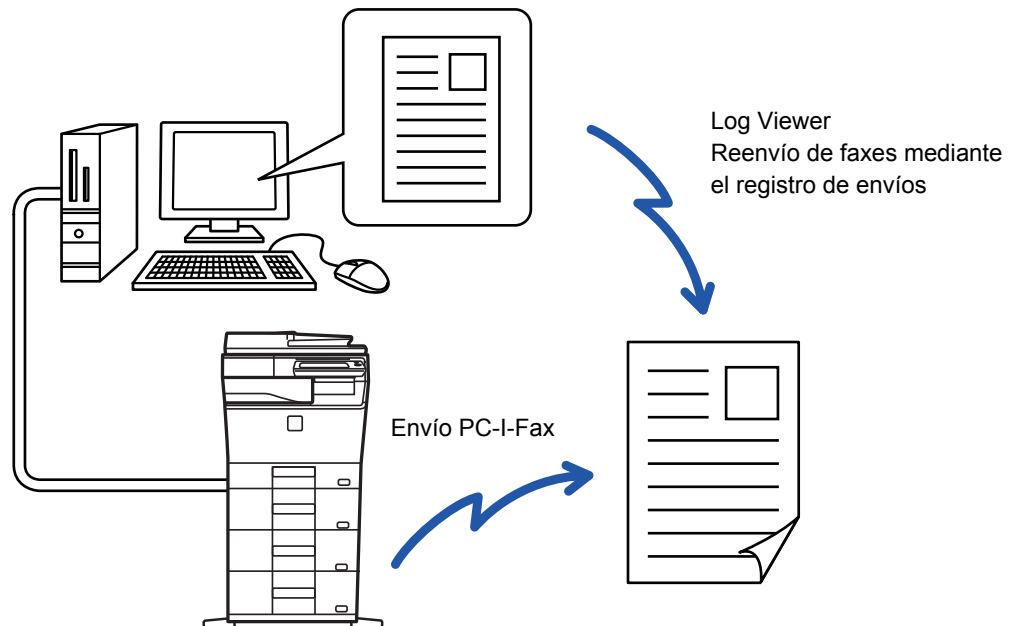 Log Viewer
Reenvío de faxes mediante
el registro de envíos
Envío PC-I-Fax